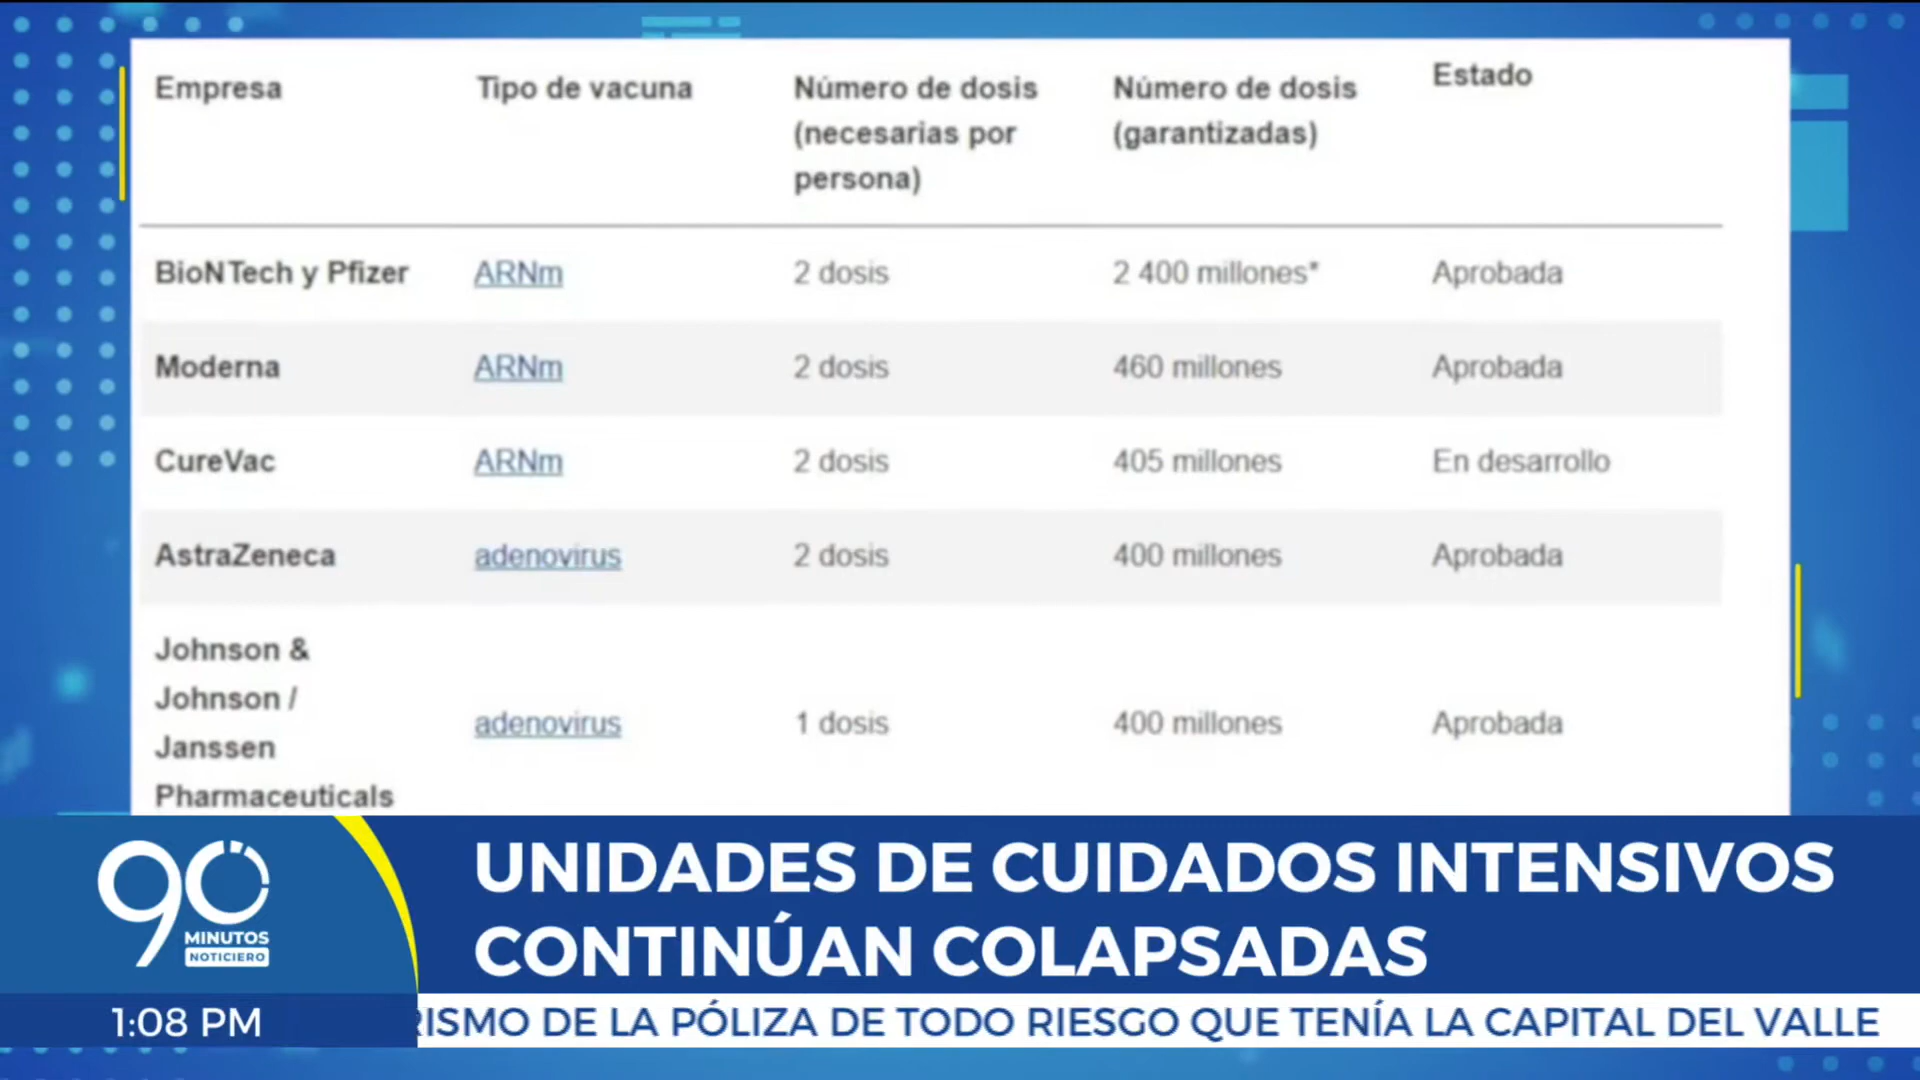 Empresa Tipo de vacuna Número de dosis (necesarias por persona) Número de dosis (garantizadas) Estado
BioNTech y Pfizer ARNm 2 dosis 2 400 millones* Aprobada
Moderna ARNm 2 dosis 460 millones Aprobada
CureVac ARNm 2 dosis 405 millones En desarrollo
AstraZeneca adenovirus 2 dosis 400 millones Aprobada
Johnson & Johnson / Janssen Pharmaceuticals adenovirus 1 dosis 400 millones Aprobada
90
MINUTOS
NOTICIERO
UNIDADES DE CUIDADOS INTENSIVOS
CONTINÚAN COLAPSADAS
1:08 PM
RISMO DE LA PÓLIZA DE TODO RIESGO QUE TENÍA LA CAPITAL DEL VALLE